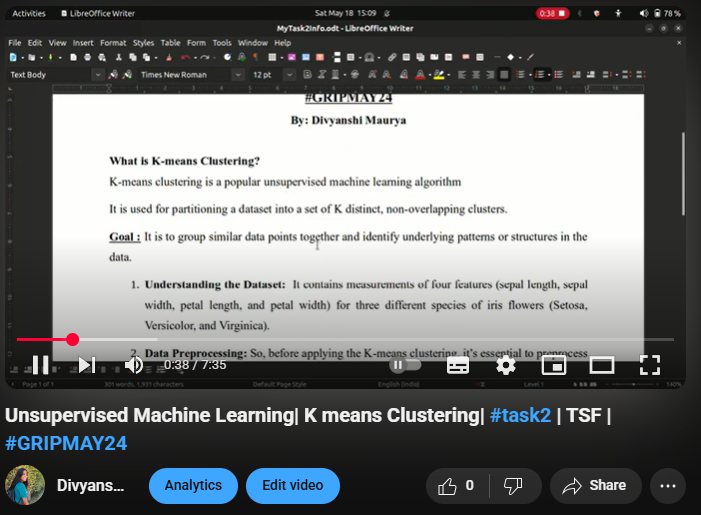 Activities LibreOffice Writer Sat May 18 15:09 0:38 78 %
MyTask2Info.odt - LibreOffice Writer
File Edit View Insert Format Styles Table Form Tools Window Help
Text Body Times New Roman 12 pt
#GRIPMAY24
By: Divyanshi Maurya
What is K-means Clustering?
K-means clustering is a popular unsupervised machine learning algorithm
It is used for partitioning a dataset into a set of K distinct, non-overlapping clusters.
Goal : It is to group similar data points together and identify underlying patterns or structures in the
data.
1. Understanding the Dataset: It contains measurements of four features (sepal length, sepal
width, petal length, and petal width) for three different species of iris flowers (Setosa,
Versicolor, and Virginica).
2. Data Preprocessing: So, before applying the K-means clustering, it's essential to preprocess
0:38 / 7:35
Page 1 of 1 301 words, 1,931 characters Default Page Style English (India) Level 1 140%
Unsupervised Machine Learning| K means Clustering| #task2 | TSF |
#GRIPMAY24
Divyans... Analytics Edit video 0 Share